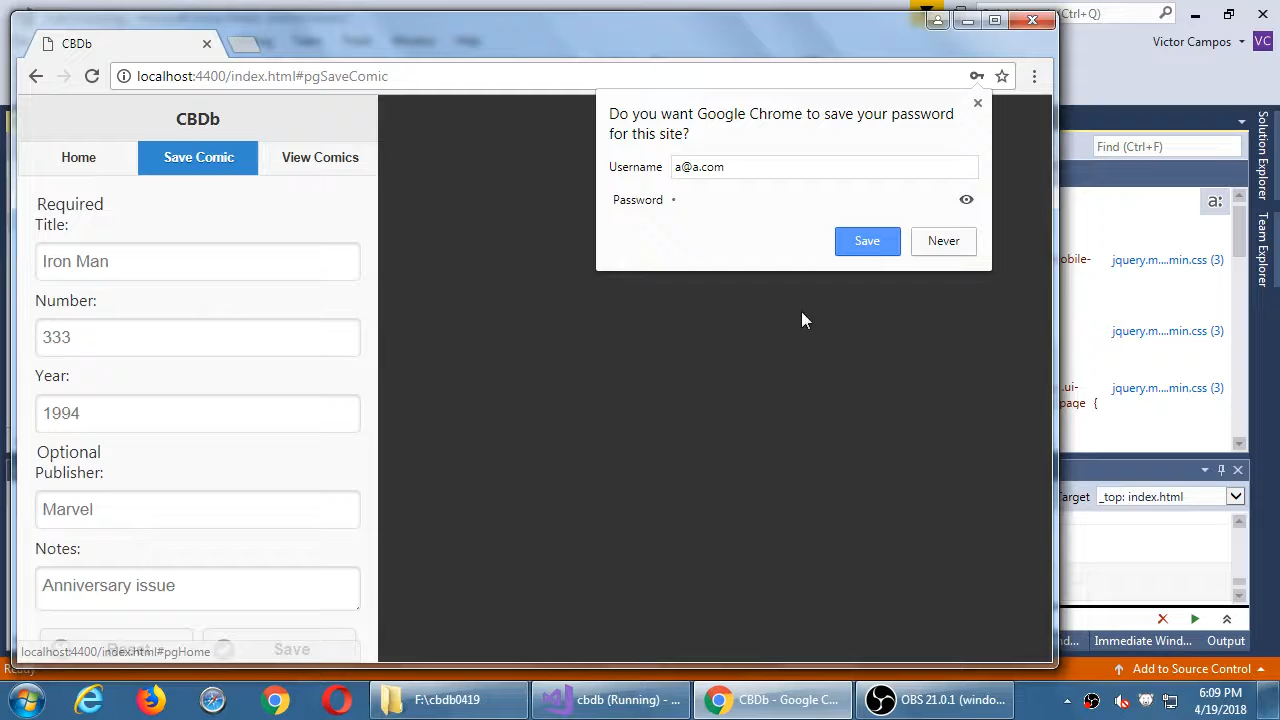 Ctrl+Q)
Victor Campos
VC
CBDb
localhost:4400/index.html#pgSaveComic
CBDb
Home
Save Comic
View Comics
Required
Title:
Iron Man
Number:
333
Year:
1994
Optional
Publisher:
Marvel
Notes:
Anniversary issue
Save
localhost:4400/index.html#pgHome
Do you want Google Chrome to save your password
for this site?
Username a@a.com
Password •
Save
Never
Find (Ctrl+F)
Solution Explorer
Team Explorer
a:
obile-
jquery.m....min.css (3)
jquery.m....min.css (3)
.ui-
jquery.m....min.css (3)
page {
Target
_top: index.html
nd...
Immediate Wind...
Output
Ready
Add to Source Control
F:\cbdb0419
cbdb (Running) - ...
CBDb - Google C...
OBS 21.0.1 (windo...
6:09 PM
4/19/2018